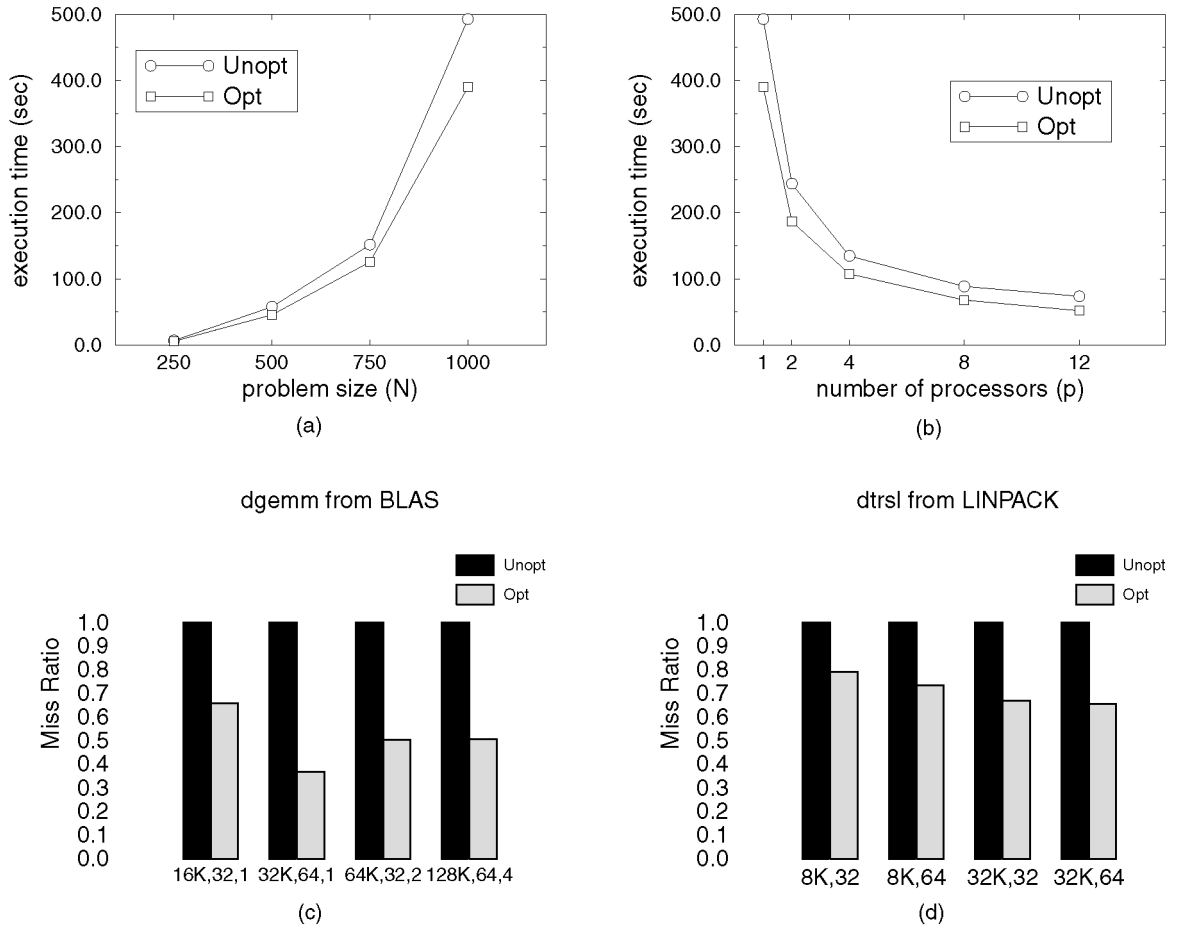 500.0
400.0
300.0
200.0
100.0
0.0
execution time (sec)
Unopt
Opt
250 500 750 1000
problem size (N)
(a)
500.0
400.0
300.0
200.0
100.0
0.0
execution time (sec)
Unopt
Opt
1 2 4 8 12
number of processors (p)
(b)
dgemm from BLAS
Unopt
Opt
1.0
0.9
0.8
0.7
0.6
0.5
0.4
0.3
0.2
0.1
0.0
Miss Ratio
16K,32,1 32K,64,1 64K,32,2 128K,64,4
(c)
dtrsl from LINPACK
Unopt
Opt
1.0
0.9
0.8
0.7
0.6
0.5
0.4
0.3
0.2
0.1
0.0
Miss Ratio
8K,32 8K,64 32K,32 32K,64
(d)